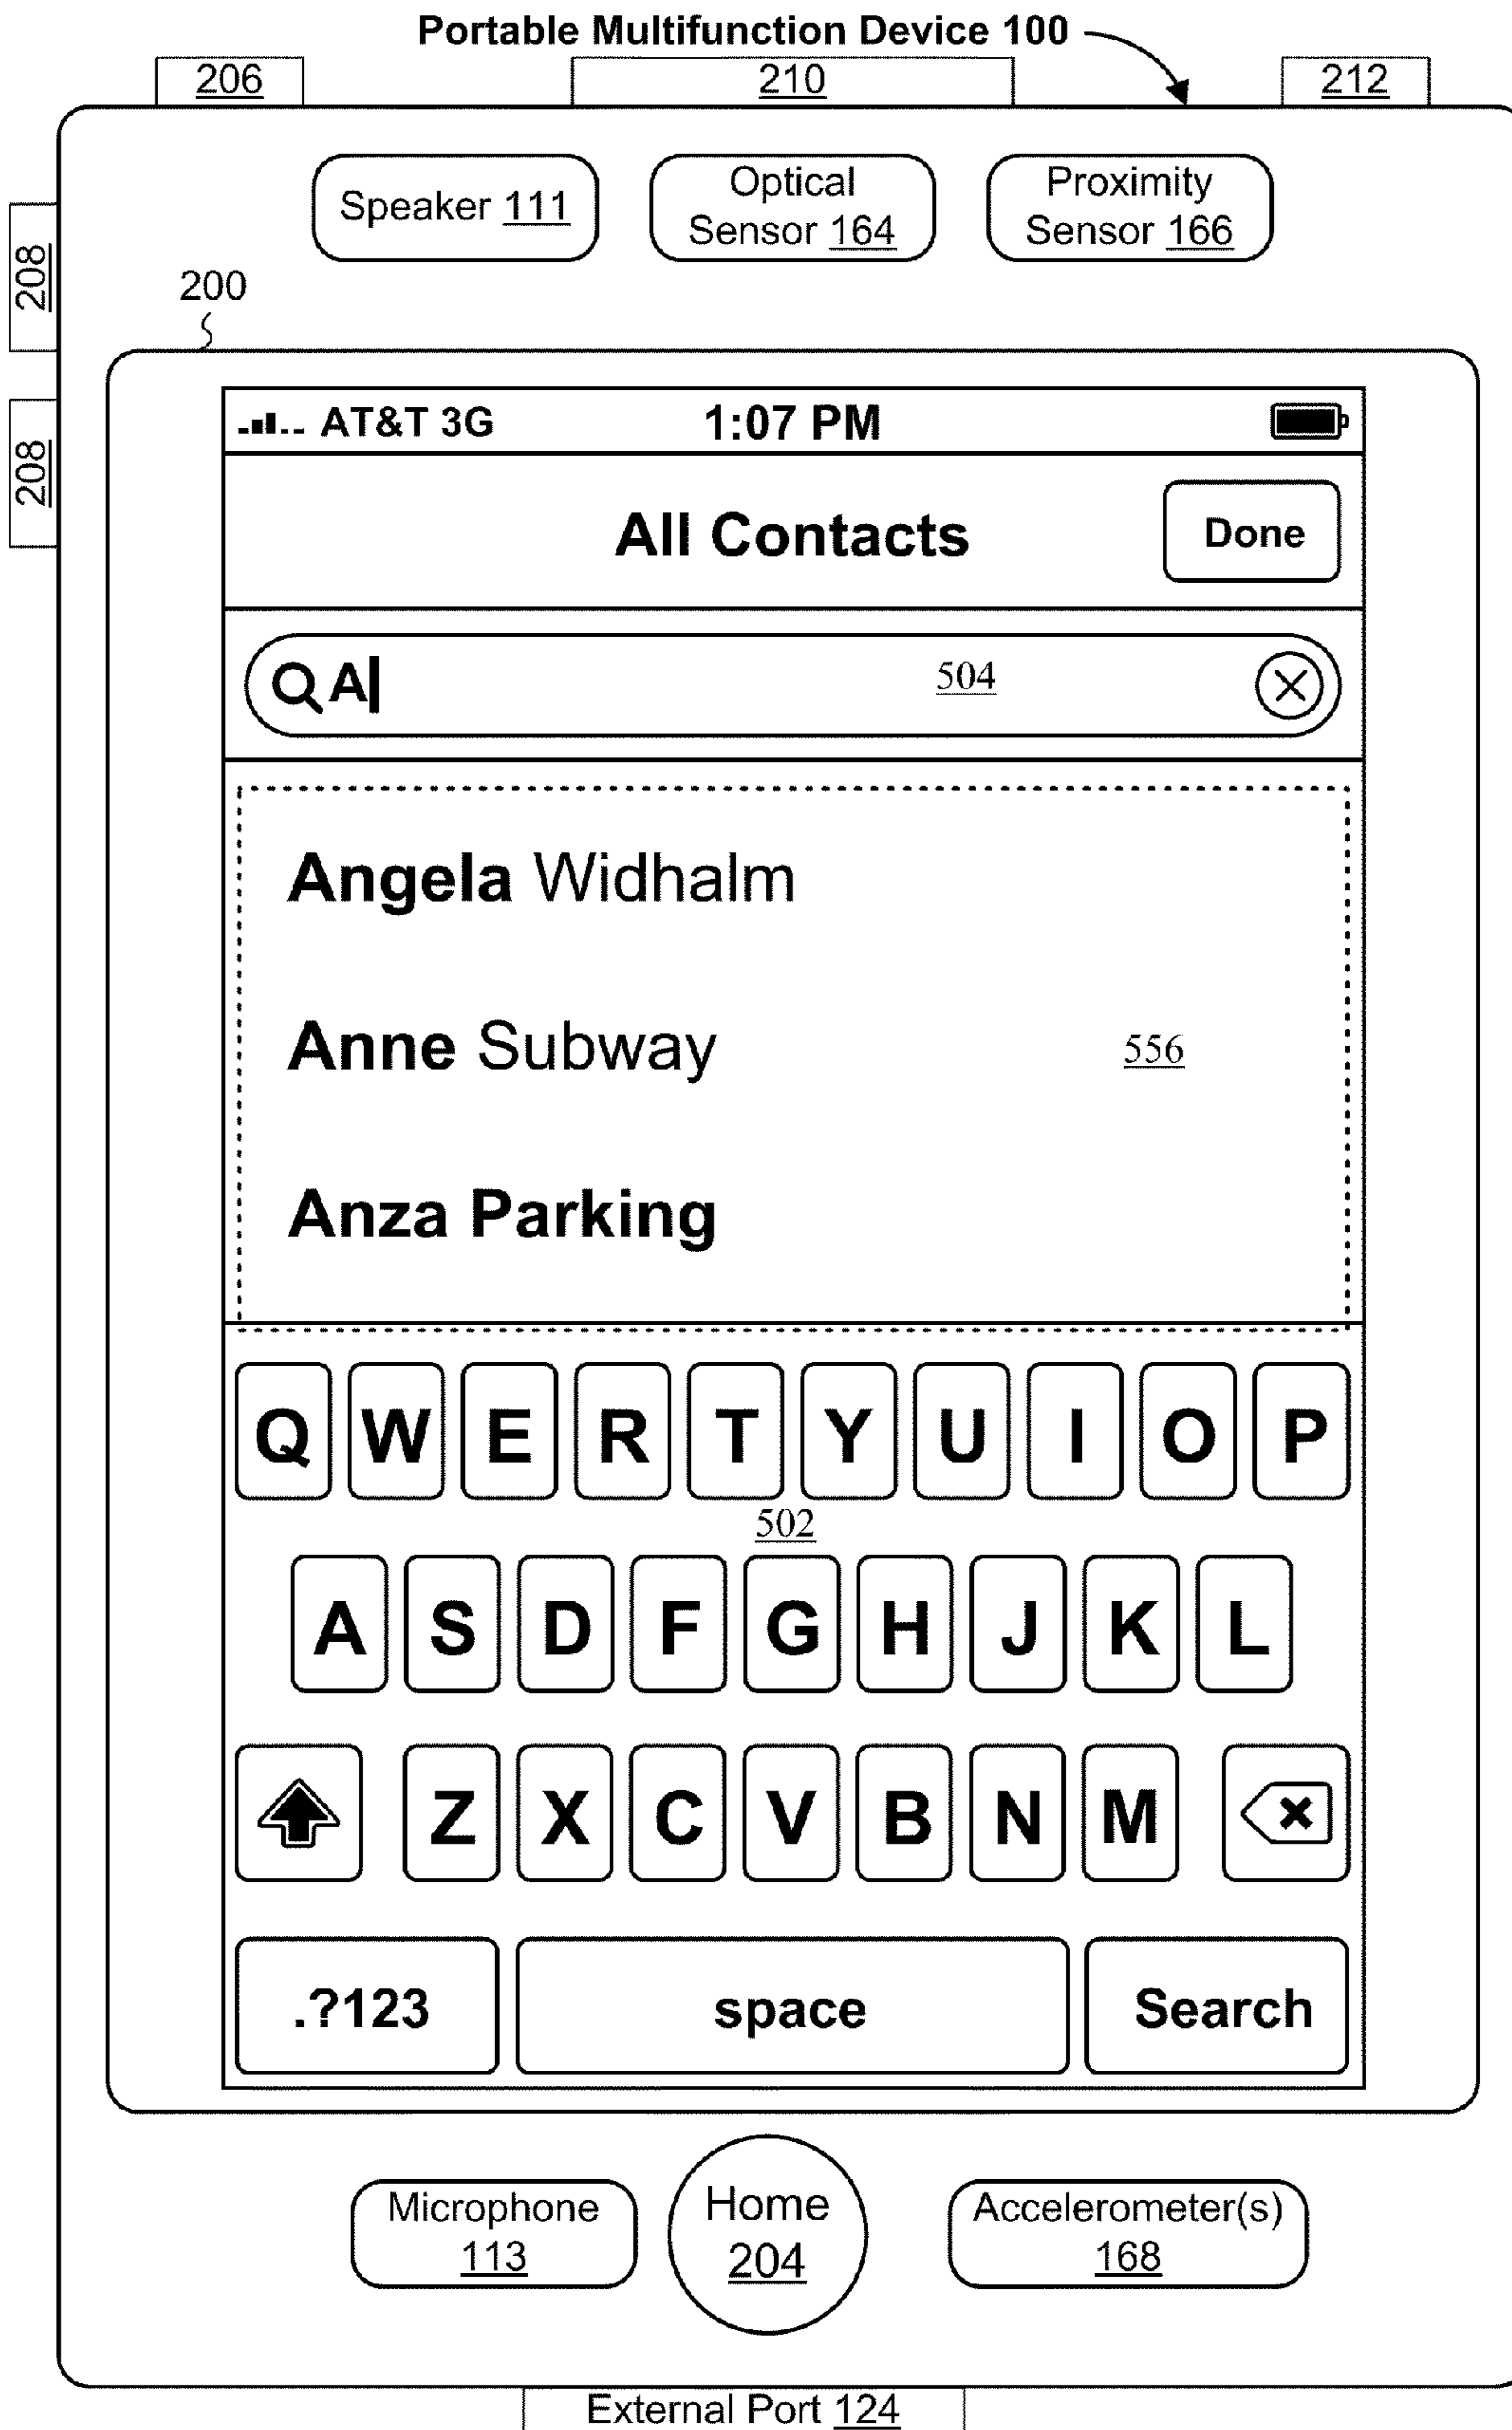 Portable Multifunction Device 100
206
210
212
Speaker 111
Optical
Sensor 164
Proximity
Sensor 166
208
200
208
AT&T 3G
1:07 PM
All Contacts
Done
A
504
Angela Widhalm
Anne Subway
556
Anza Parking
Q W E R T Y U I O P
502
A S D F G H J K L
Z X C V B N M
.?123
space
Search
Microphone
113
Home
204
Accelerometer(s)
168
External Port 124